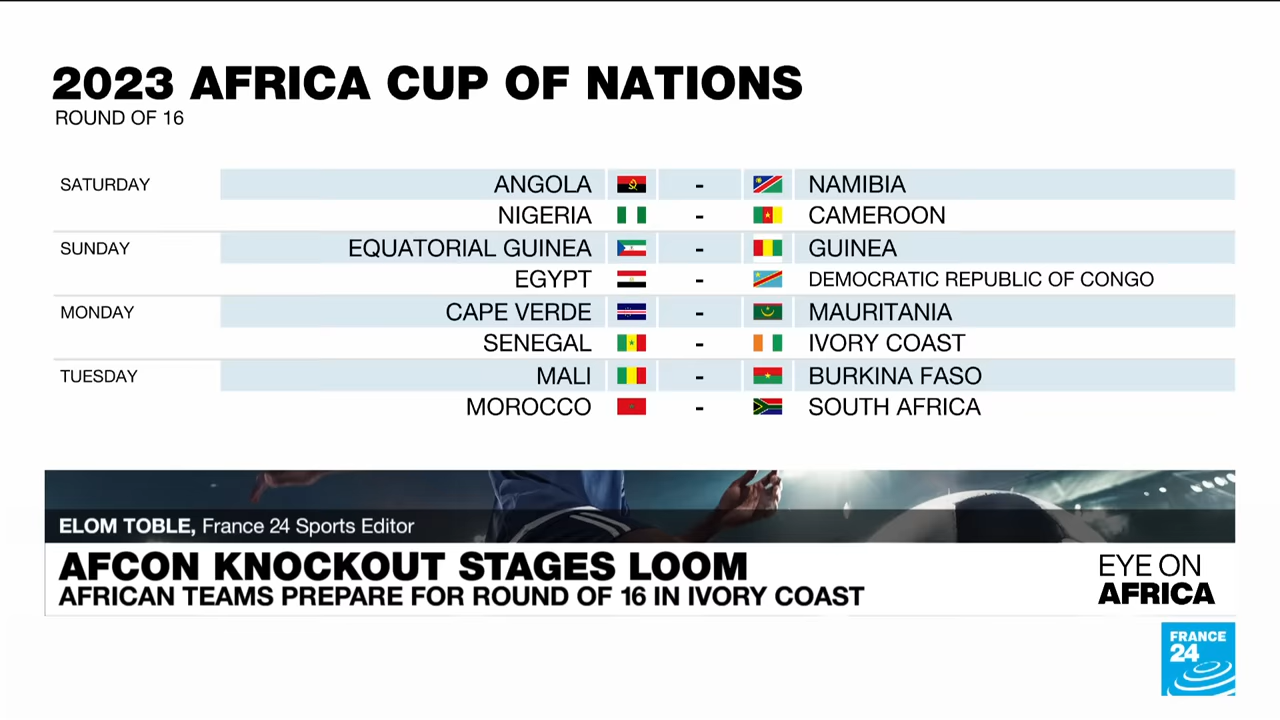 2023 AFRICA CUP OF NATIONS
ROUND OF 16
SATURDAY ANGOLA - NAMIBIA
NIGERIA - CAMEROON
SUNDAY EQUATORIAL GUINEA - GUINEA
EGYPT - DEMOCRATIC REPUBLIC OF CONGO
MONDAY CAPE VERDE - MAURITANIA
SENEGAL - IVORY COAST
TUESDAY MALI - BURKINA FASO
MOROCCO - SOUTH AFRICA
ELOM TOBLE, France 24 Sports Editor
AFCON KNOCKOUT STAGES LOOM
AFRICAN TEAMS PREPARE FOR ROUND OF 16 IN IVORY COAST
EYE ON
AFRICA
FRANCE
24